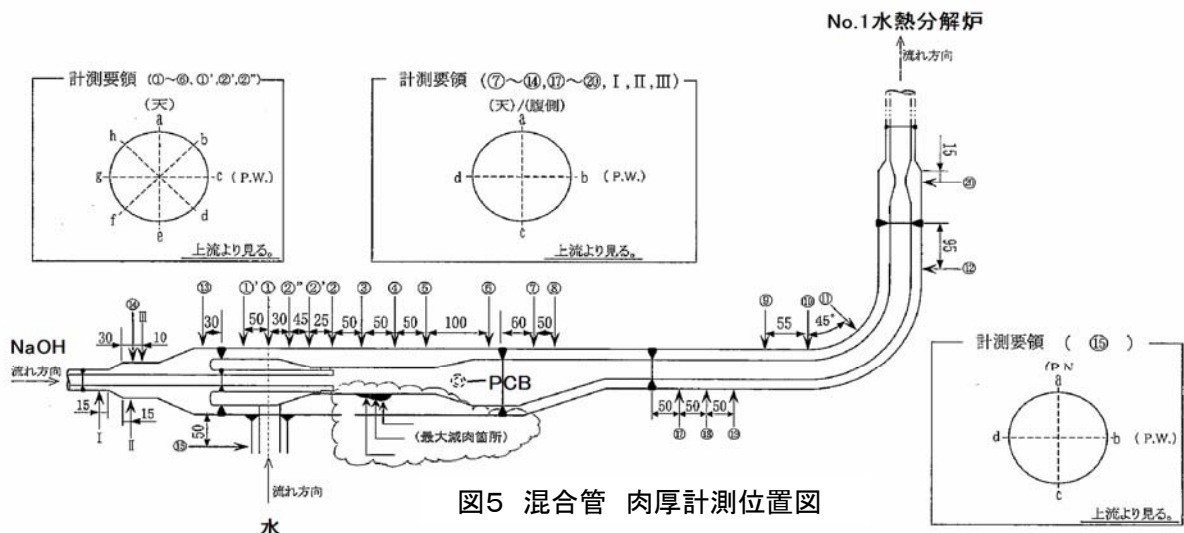 No.1水熱分解炉
流れ方向
計測要領 (①～⑥、①',②',②")
(天)
a
b
c (P.W.)
d
e
f
g
h
上流より見る。
計測要領 (⑦～⑭,⑰～⑳, I, II, III)
(天)/(腹側)
a
b (P.W.)
c
d
上流より見る。
15
⑳
95
⑫
⑬ ①' ① ②" ②' ② ③ ④ ⑤ ⑥ ⑦ ⑧ ⑨ ⑩ ⑪
30 50 30 45 25 50 50 50 100 60 50 55 45°
⑭
III
30 10
NaOH
流れ方向
15 15
I
II
PCB
(最大減肉箇所)
50
流れ方向
水
50 50 50
⑰ ⑱ ⑲
計測要領 ( ⑮ )
a
b (P.W.)
c
d
上流より見る。
図5 混合管 肉厚計測位置図